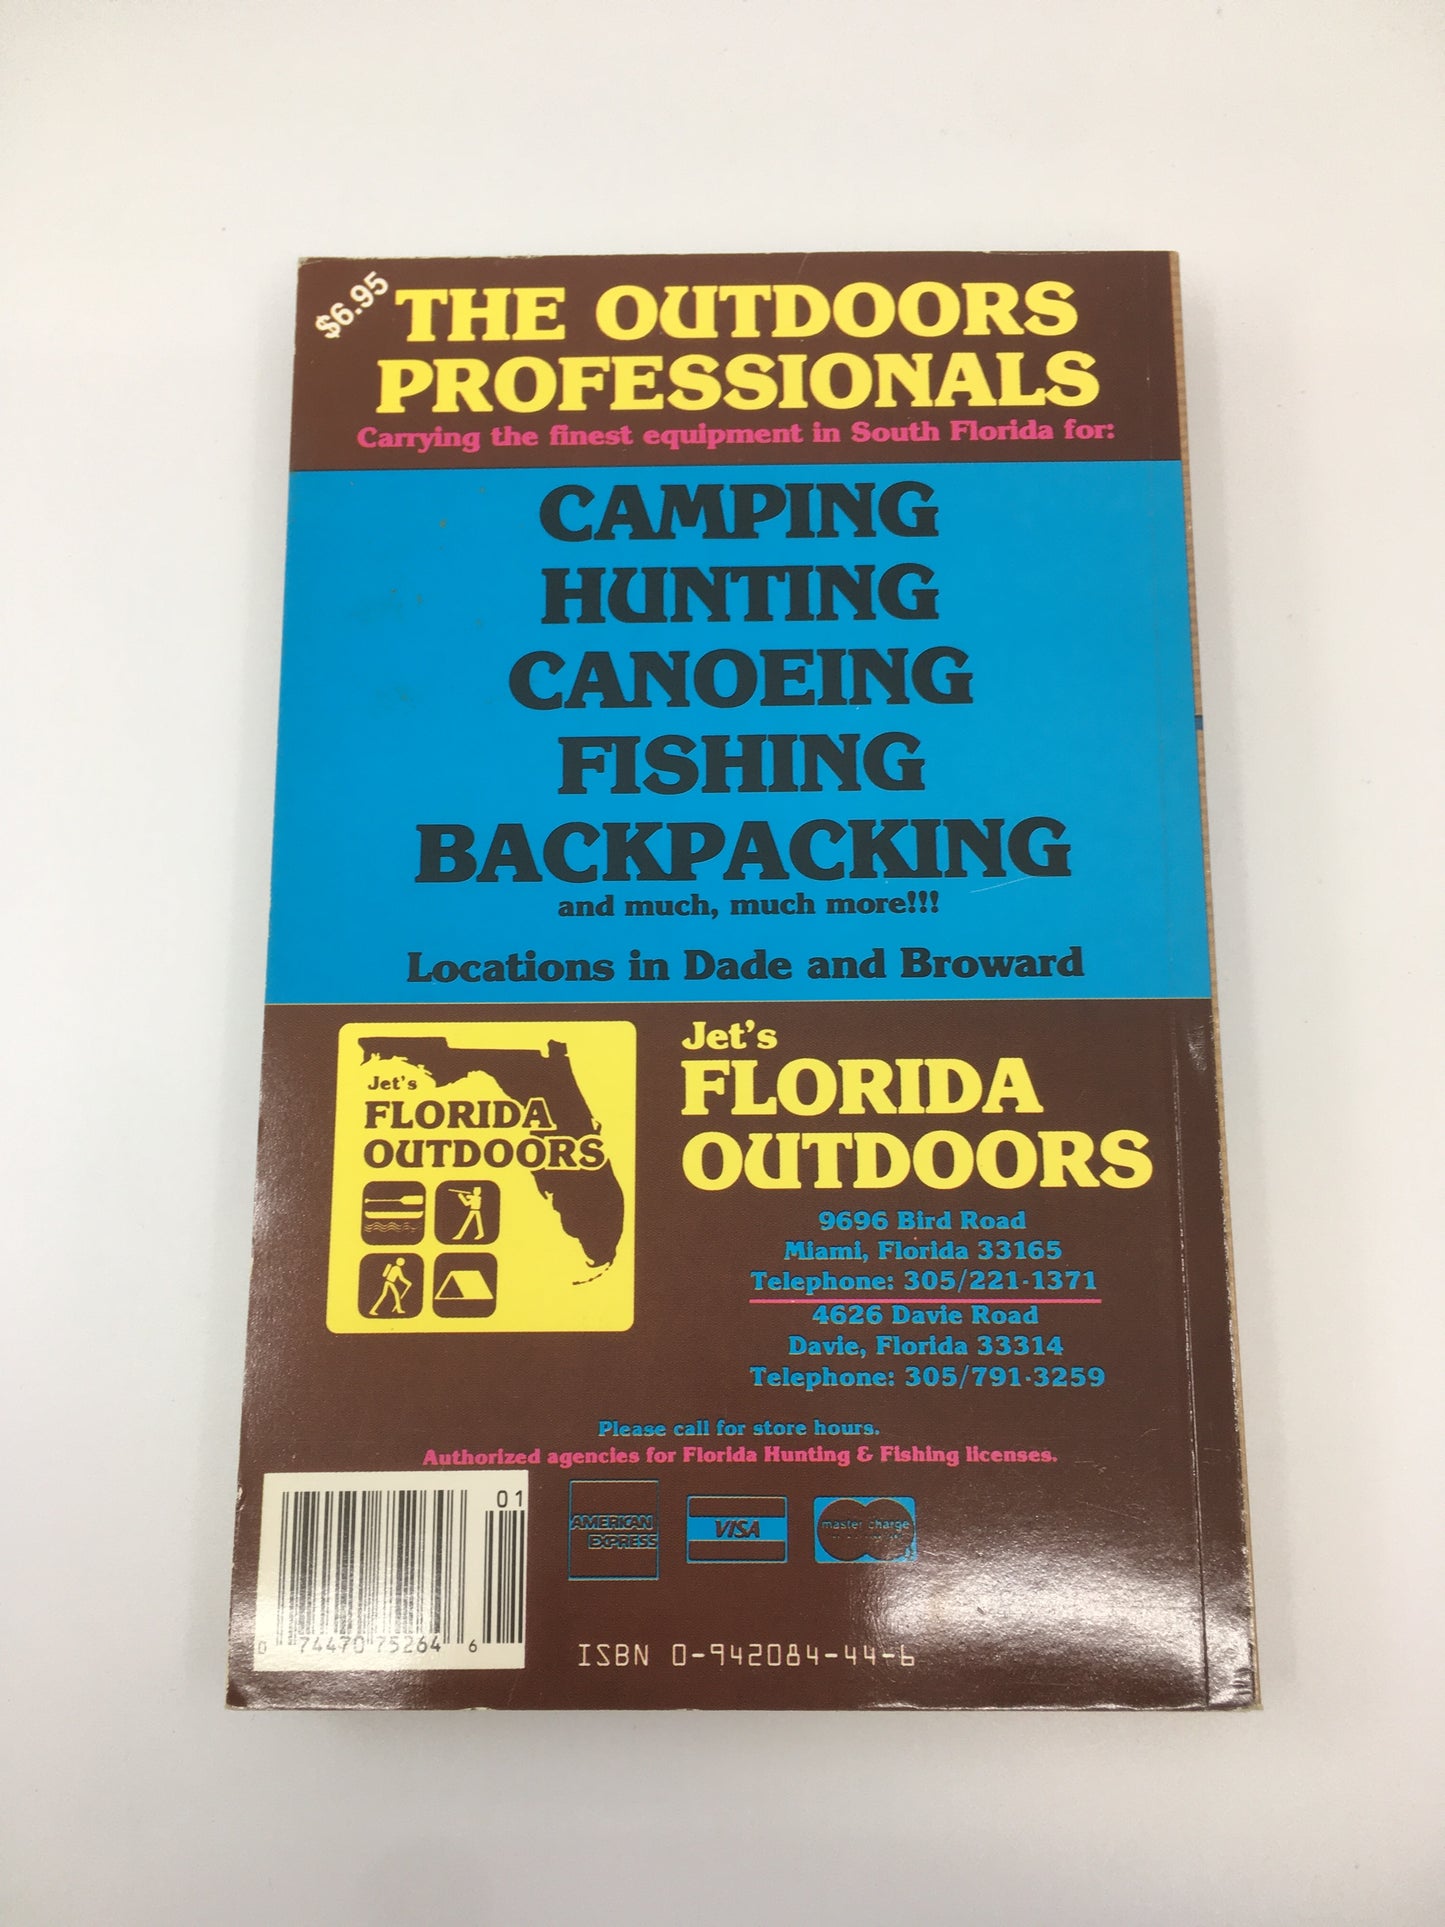 $6.95
THE OUTDOORS
PROFESSIONALS
Carrying the finest equipment in South Florida for:
CAMPING
HUNTING
CANOEING
FISHING
BACKPACKING
and much, much more!!!
Locations in Dade and Broward
Jet's
FLORIDA
OUTDOORS
Jet's
FLORIDA
OUTDOORS
9696 Bird Road
Miami, Florida 33165
Telephone: 305/221-1371
4626 Davie Road
Davie, Florida 33314
Telephone: 305/791-3259
Please call for store hours.
Authorized agencies for Florida Hunting & Fishing licenses.
AMERICAN
EXPRESS
VISA
master charge
01
0 74470 75264 6
ISBN 0-942084-44-6